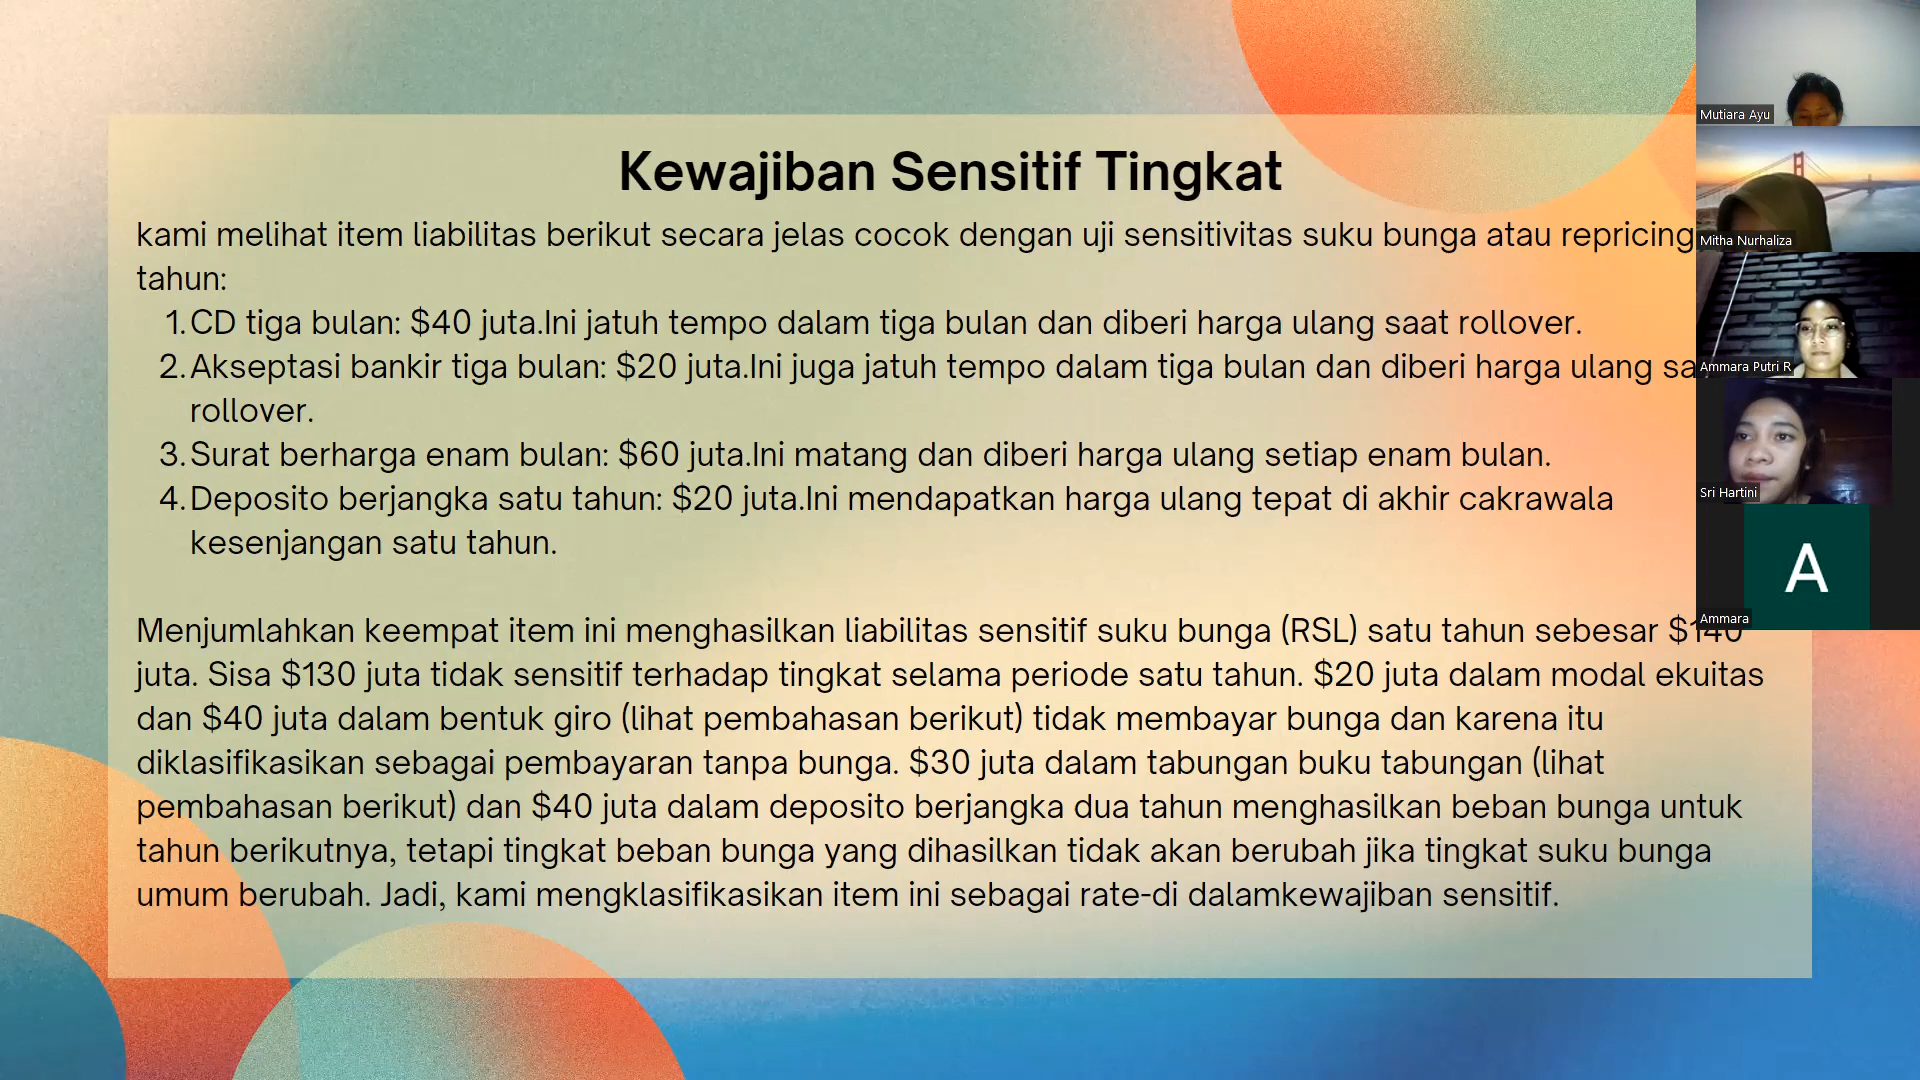 Kewajiban Sensitif Tingkat
kami melihat item liabilitas berikut secara jelas cocok dengan uji sensitivitas suku bunga atau repricing
tahun:
1. CD tiga bulan: $40 juta.Ini jatuh tempo dalam tiga bulan dan diberi harga ulang saat rollover.
2. Akseptasi bankir tiga bulan: $20 juta.Ini juga jatuh tempo dalam tiga bulan dan diberi harga ulang
rollover.
3. Surat berharga enam bulan: $60 juta.Ini matang dan diberi harga ulang setiap enam bulan.
4. Deposito berjangka satu tahun: $20 juta.Ini mendapatkan harga ulang tepat di akhir cakrawala
kesenjangan satu tahun.
Menjumlahkan keempat item ini menghasilkan liabilitas sensitif suku bunga (RSL) satu tahun sebesar $140
juta. Sisa $130 juta tidak sensitif terhadap tingkat selama periode satu tahun. $20 juta dalam modal ekuitas
dan $40 juta dalam bentuk giro (lihat pembahasan berikut) tidak membayar bunga dan karena itu
diklasifikasikan sebagai pembayaran tanpa bunga. $30 juta dalam tabungan buku tabungan (lihat
pembahasan berikut) dan $40 juta dalam deposito berjangka dua tahun menghasilkan beban bunga untuk
tahun berikutnya, tetapi tingkat beban bunga yang dihasilkan tidak akan berubah jika tingkat suku bunga
umum berubah. Jadi, kami mengklasifikasikan item ini sebagai rate-di dalamkewajiban sensitif.
Mutiara Ayu
Mitha Nurhaliza
Ammara Putri R
Sri Hartini
A
Ammara